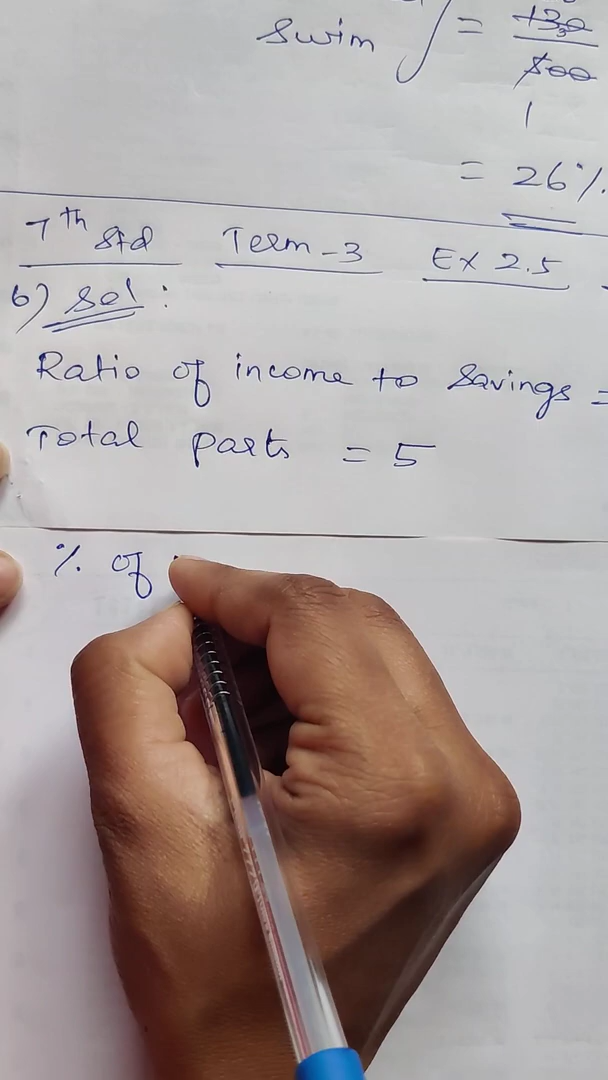 Swim } = 130
500
1
= 26%
7th Std Term-3 Ex 2.5
6) Sol:
Ratio of income to savings =
Total parts = 5
% of